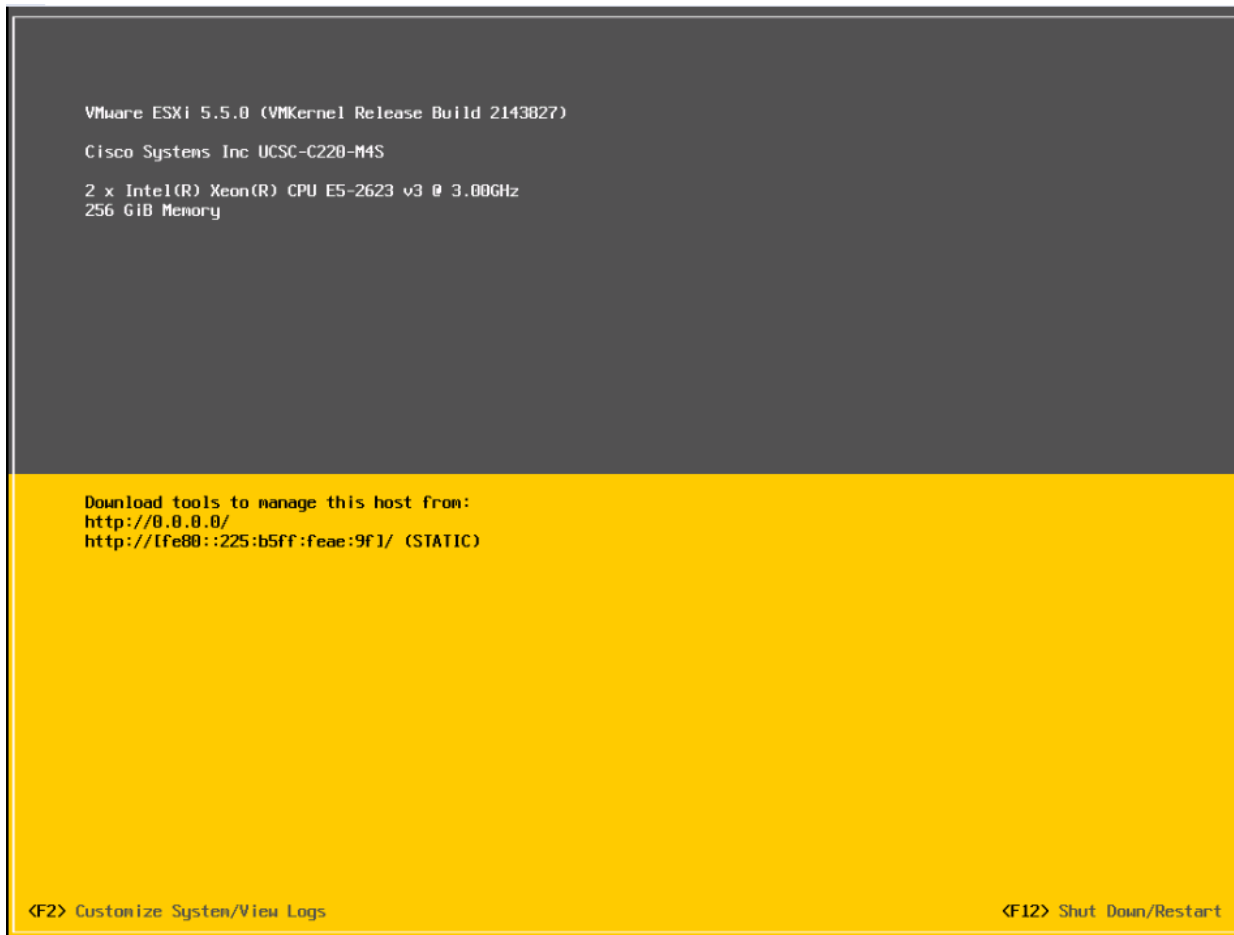 VMware ESXi 5.5.0 (VMKernel Release Build 2143827)
Cisco Systems Inc UCSC-C220-M4S
2 x Intel(R) Xeon(R) CPU E5-2623 v3 @ 3.00GHz
256 GiB Memory
Download tools to manage this host from:
http://0.0.0.0/
http://[fe80::225:b5ff:feae:9f]/ (STATIC)
<F2> Customize System/View Logs
<F12> Shut Down/Restart